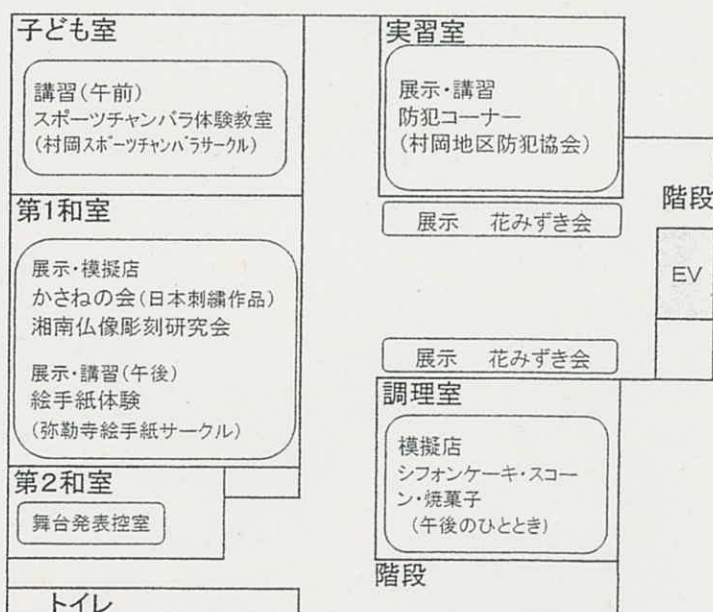 子ども室
講習(午前)
スポーツチャンバラ体験教室
(村岡スポーツチャンバラサークル)
第1和室
展示・模擬店
かさねの会(日本刺繍作品)
湘南仏像彫刻研究会
展示・講習(午後)
絵手紙体験
(弥勒寺絵手紙サークル)
第2和室
舞台発表控室
トイレ
実習室
展示・講習
防犯コーナー
(村岡地区防犯協会)
展示 花みずき会
階段
EV
展示 花みずき会
調理室
模擬店
シフォンケーキ・スコー
ン・焼菓子
(午後のひととき)
階段